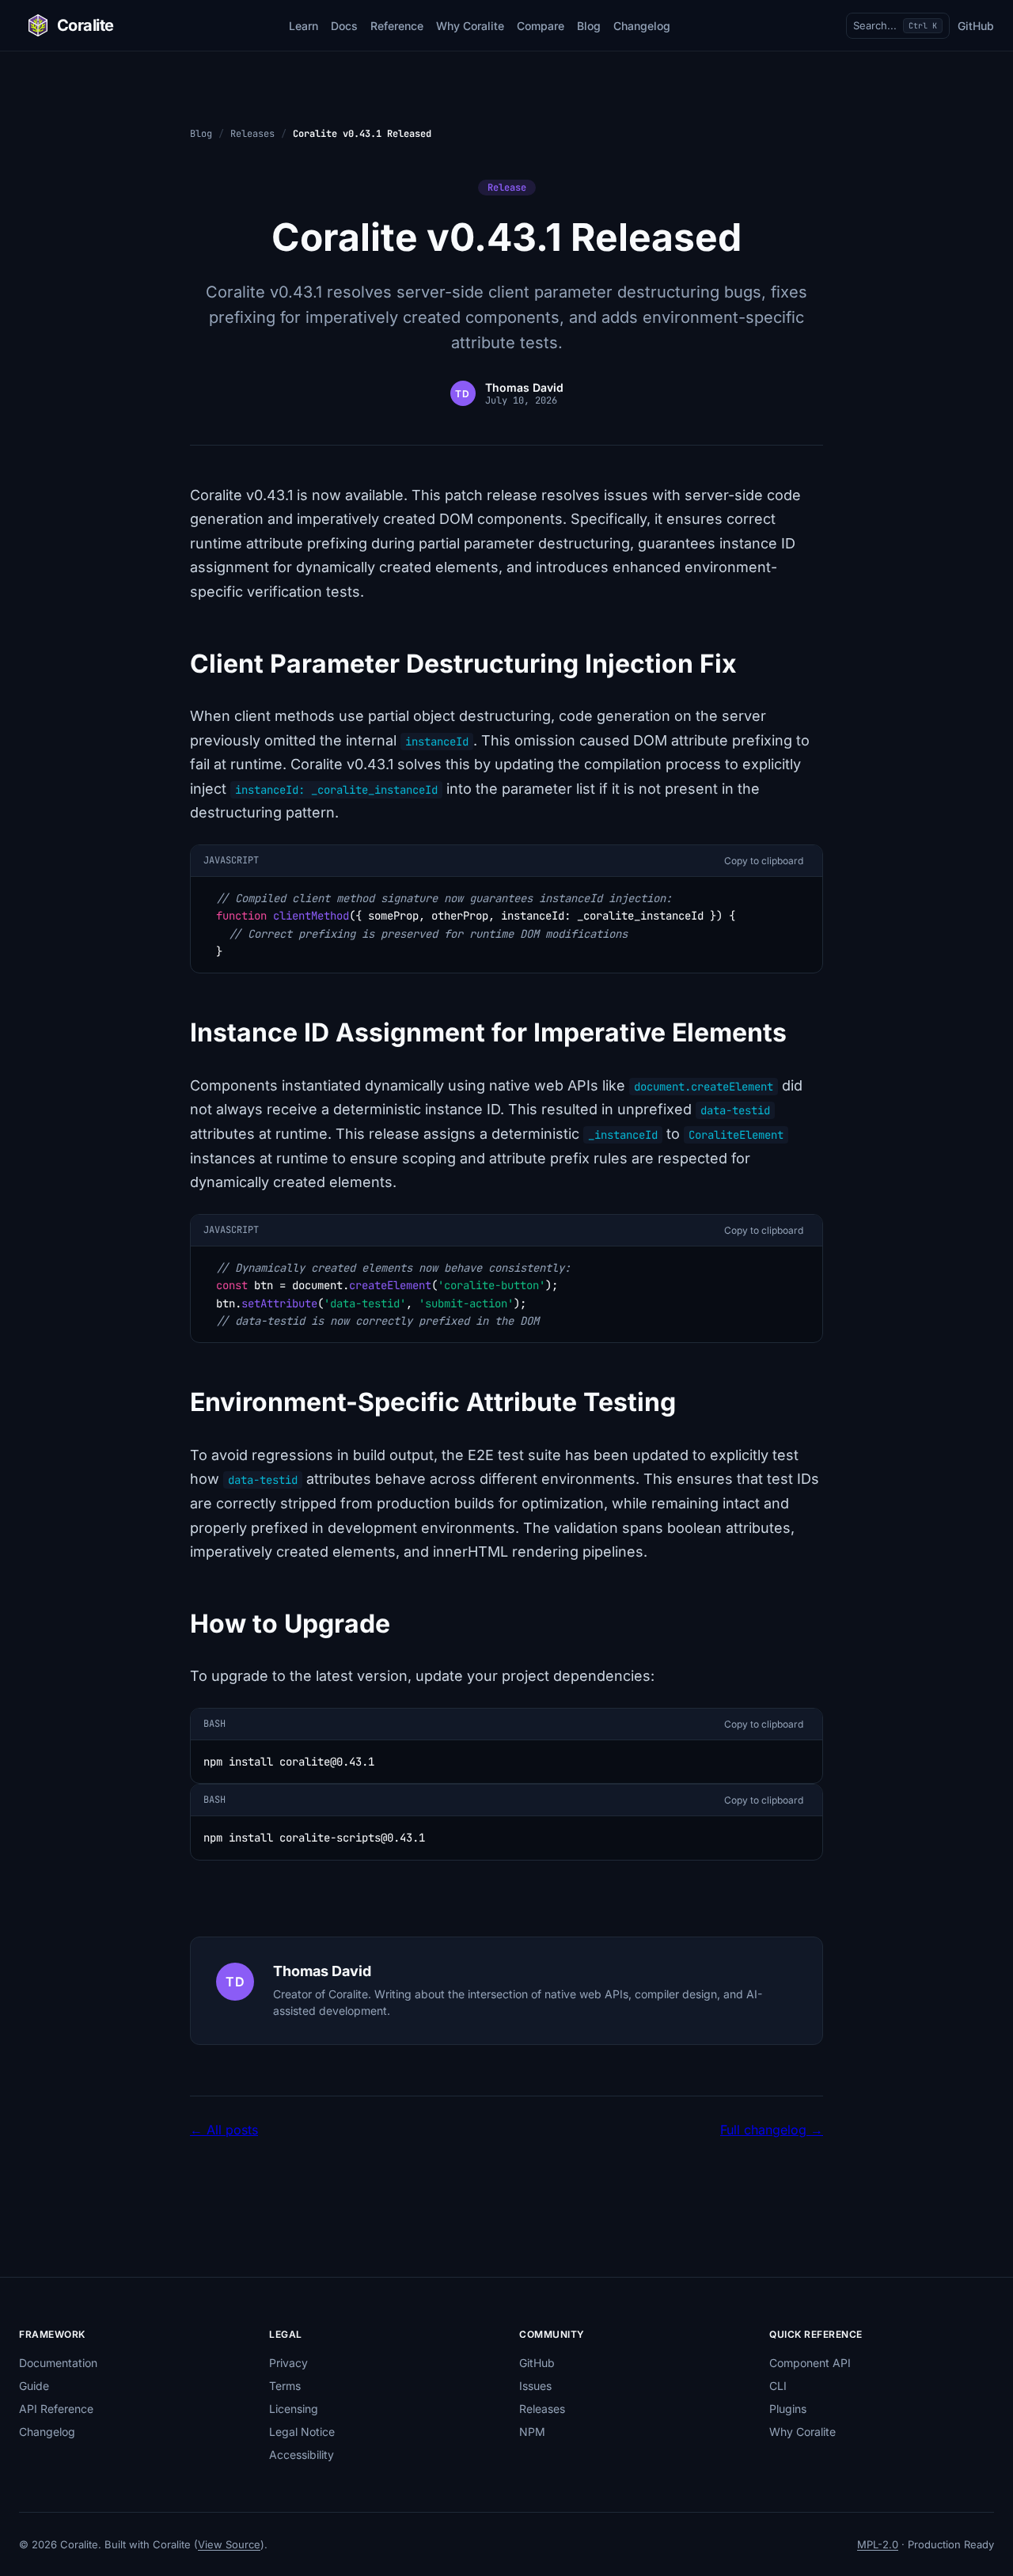 Coralite
Learn Docs Reference Why Coralite Compare Blog Changelog
Search... Ctrl K GitHub
Blog / Releases / Coralite v0.43.1 Released
Release
Coralite v0.43.1 Released
Coralite v0.43.1 resolves server-side client parameter destructuring bugs, fixes
prefixing for imperatively created components, and adds environment-specific
attribute tests.
TD
Thomas David
July 10, 2026
Coralite v0.43.1 is now available. This patch release resolves issues with server-side code
generation and imperatively created DOM components. Specifically, it ensures correct
runtime attribute prefixing during partial parameter destructuring, guarantees instance ID
assignment for dynamically created elements, and introduces enhanced environment-
specific verification tests.
Client Parameter Destructuring Injection Fix
When client methods use partial object destructuring, code generation on the server
previously omitted the internal instanceId. This omission caused DOM attribute prefixing to
fail at runtime. Coralite v0.43.1 solves this by updating the compilation process to explicitly
inject instanceId: _coralite_instanceId into the parameter list if it is not present in the
destructuring pattern.
JAVASCRIPT Copy to clipboard
// Compiled client method signature now guarantees instanceId injection:
function clientMethod({ someProp, otherProp, instanceId: _coralite_instanceId }) {
// Correct prefixing is preserved for runtime DOM modifications
}
Instance ID Assignment for Imperative Elements
Components instantiated dynamically using native web APIs like document.createElement did
not always receive a deterministic instance ID. This resulted in unprefixed data-testid
attributes at runtime. This release assigns a deterministic _instanceId to CoraliteElement
instances at runtime to ensure scoping and attribute prefix rules are respected for
dynamically created elements.
JAVASCRIPT Copy to clipboard
// Dynamically created elements now behave consistently:
const btn = document.createElement('coralite-button');
btn.setAttribute('data-testid', 'submit-action');
// data-testid is now correctly prefixed in the DOM
Environment-Specific Attribute Testing
To avoid regressions in build output, the E2E test suite has been updated to explicitly test
how data-testid attributes behave across different environments. This ensures that test IDs
are correctly stripped from production builds for optimization, while remaining intact and
properly prefixed in development environments. The validation spans boolean attributes,
imperatively created elements, and innerHTML rendering pipelines.
How to Upgrade
To upgrade to the latest version, update your project dependencies:
BASH Copy to clipboard
npm install coralite@0.43.1
BASH Copy to clipboard
npm install coralite-scripts@0.43.1
TD
Thomas David
Creator of Coralite. Writing about the intersection of native web APIs, compiler design, and AI-
assisted development.
← All posts Full changelog →
FRAMEWORK
Documentation
Guide
API Reference
Changelog
LEGAL
Privacy
Terms
Licensing
Legal Notice
Accessibility
COMMUNITY
GitHub
Issues
Releases
NPM
QUICK REFERENCE
Component API
CLI
Plugins
Why Coralite
© 2026 Coralite. Built with Coralite (View Source).
MPL-2.0 · Production Ready